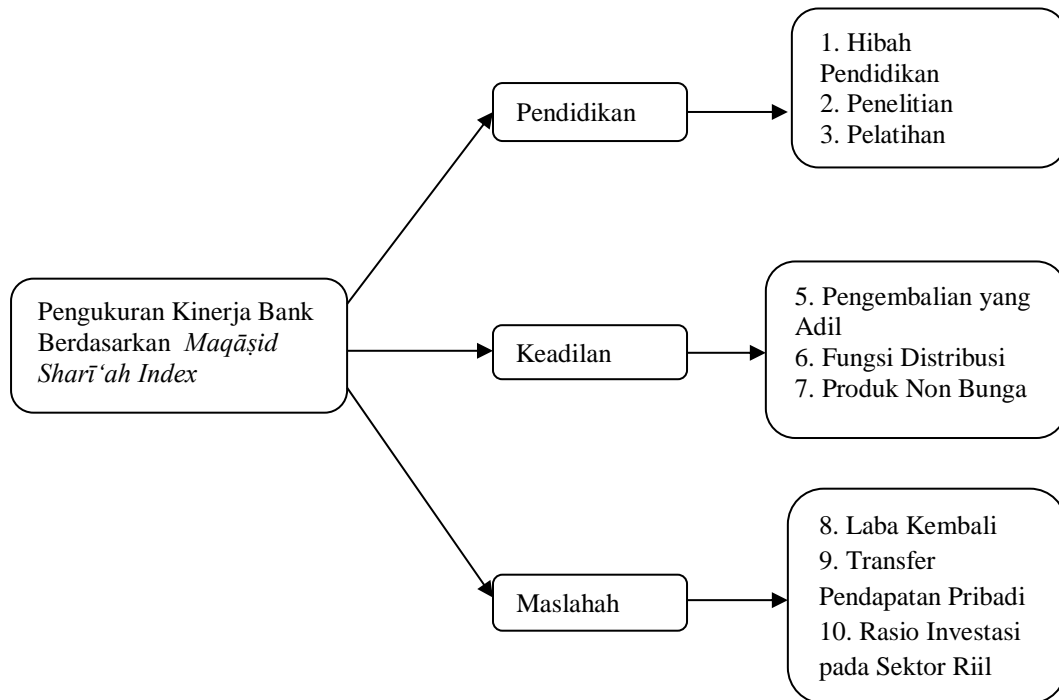 1. Hibah
Pendidikan
2. Penelitian
3. Pelatihan
Pendidikan
Pengukuran Kinerja Bank
Berdasarkan Maqāṣid
Sharī‘ah Index
Keadilan
5. Pengembalian yang
Adil
6. Fungsi Distribusi
7. Produk Non Bunga
Maslahah
8. Laba Kembali
9. Transfer
Pendapatan Pribadi
10. Rasio Investasi
pada Sektor Riil